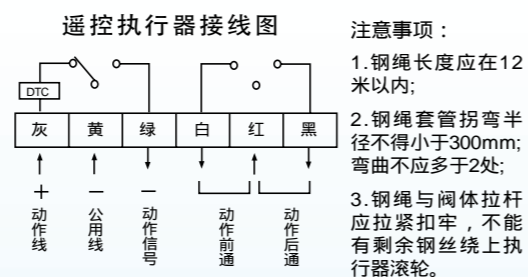 遥控执行器接线图
DTC
灰 黄 绿 白 红 黑
+ − −
动作线
公用线
动作信号
动作前通
动作后通
注意事项：
1.钢绳长度应在12
米以内;
2.钢绳套管拐弯半
径不得小于300mm;
弯曲不应多于2处;
3.钢绳与阀体拉杆
应拉紧扣牢，不能
有剩余钢丝绕上执
行器滚轮。